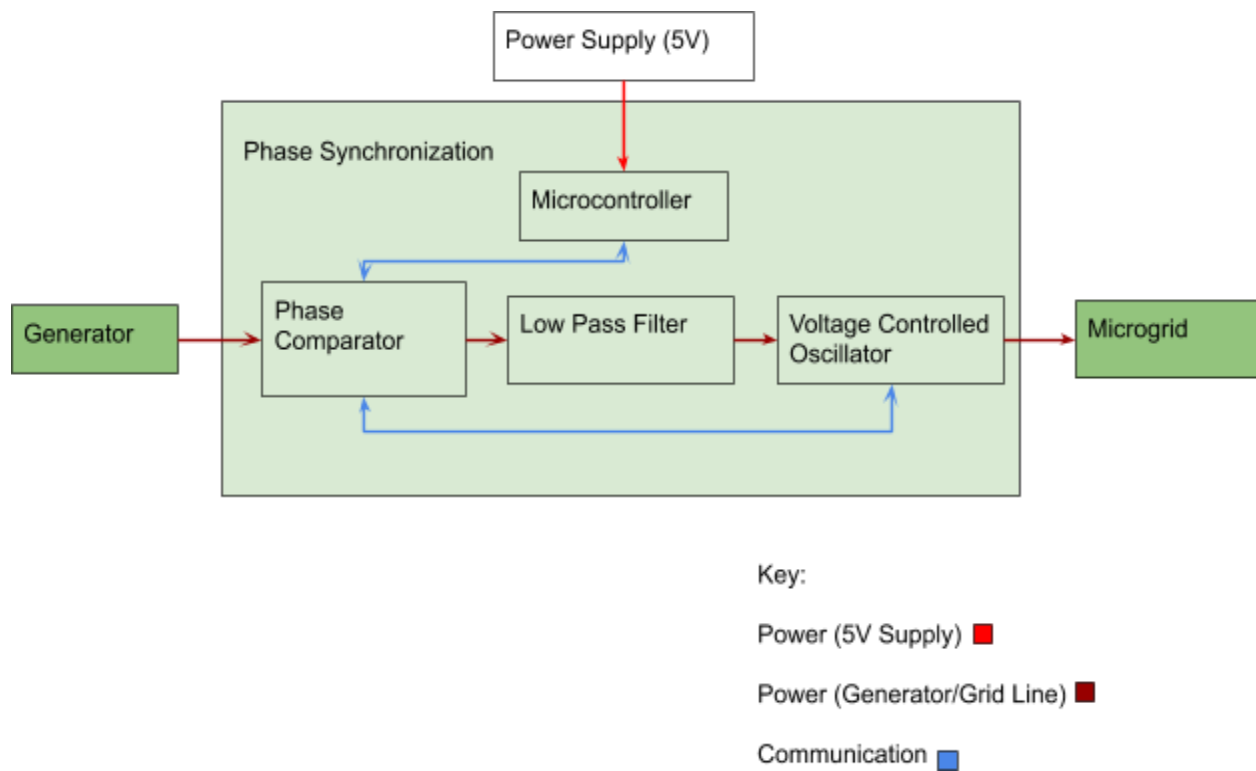 Power Supply (5V)
Phase Synchronization
Microcontroller
Generator
Phase
Comparator
Low Pass Filter
Voltage Controlled
Oscillator
Microgrid
Key:
Power (5V Supply)
Power (Generator/Grid Line)
Communication